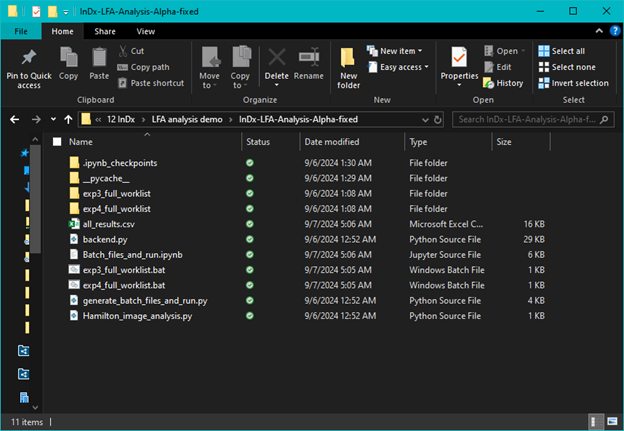 InDx-LFA-Analysis-Alpha-fixed
File Home Share View
Pin to Quick access
Copy
Paste
Cut
Copy path
Paste shortcut
Clipboard
Move to
Copy to
Delete
Rename
Organize
New folder
New item
Easy access
New
Properties
Open
Edit
History
Open
Select all
Select none
Invert selection
Select
« 12 InDx > LFA analysis demo > InDx-LFA-Analysis-Alpha-fixed
Search InDx-LFA-Analysis-Alpha-f...
Name Status Date modified Type Size
.ipynb_checkpoints 9/6/2024 1:30 AM File folder
__pycache__ 9/6/2024 1:29 AM File folder
exp3_full_worklist 9/6/2024 1:08 AM File folder
exp4_full_worklist 9/6/2024 1:08 AM File folder
all_results.csv 9/7/2024 5:06 AM Microsoft Excel C... 16 KB
backend.py 9/6/2024 12:52 AM Python Source File 29 KB
Batch_files_and_run.ipynb 9/7/2024 5:06 AM Jupyter Source File 6 KB
exp3_full_worklist.bat 9/7/2024 5:05 AM Windows Batch File 1 KB
exp4_full_worklist.bat 9/7/2024 5:05 AM Windows Batch File 1 KB
generate_batch_files_and_run.py 9/6/2024 12:52 AM Python Source File 4 KB
Hamilton_image_analysis.py 9/6/2024 12:52 AM Python Source File 1 KB
11 items